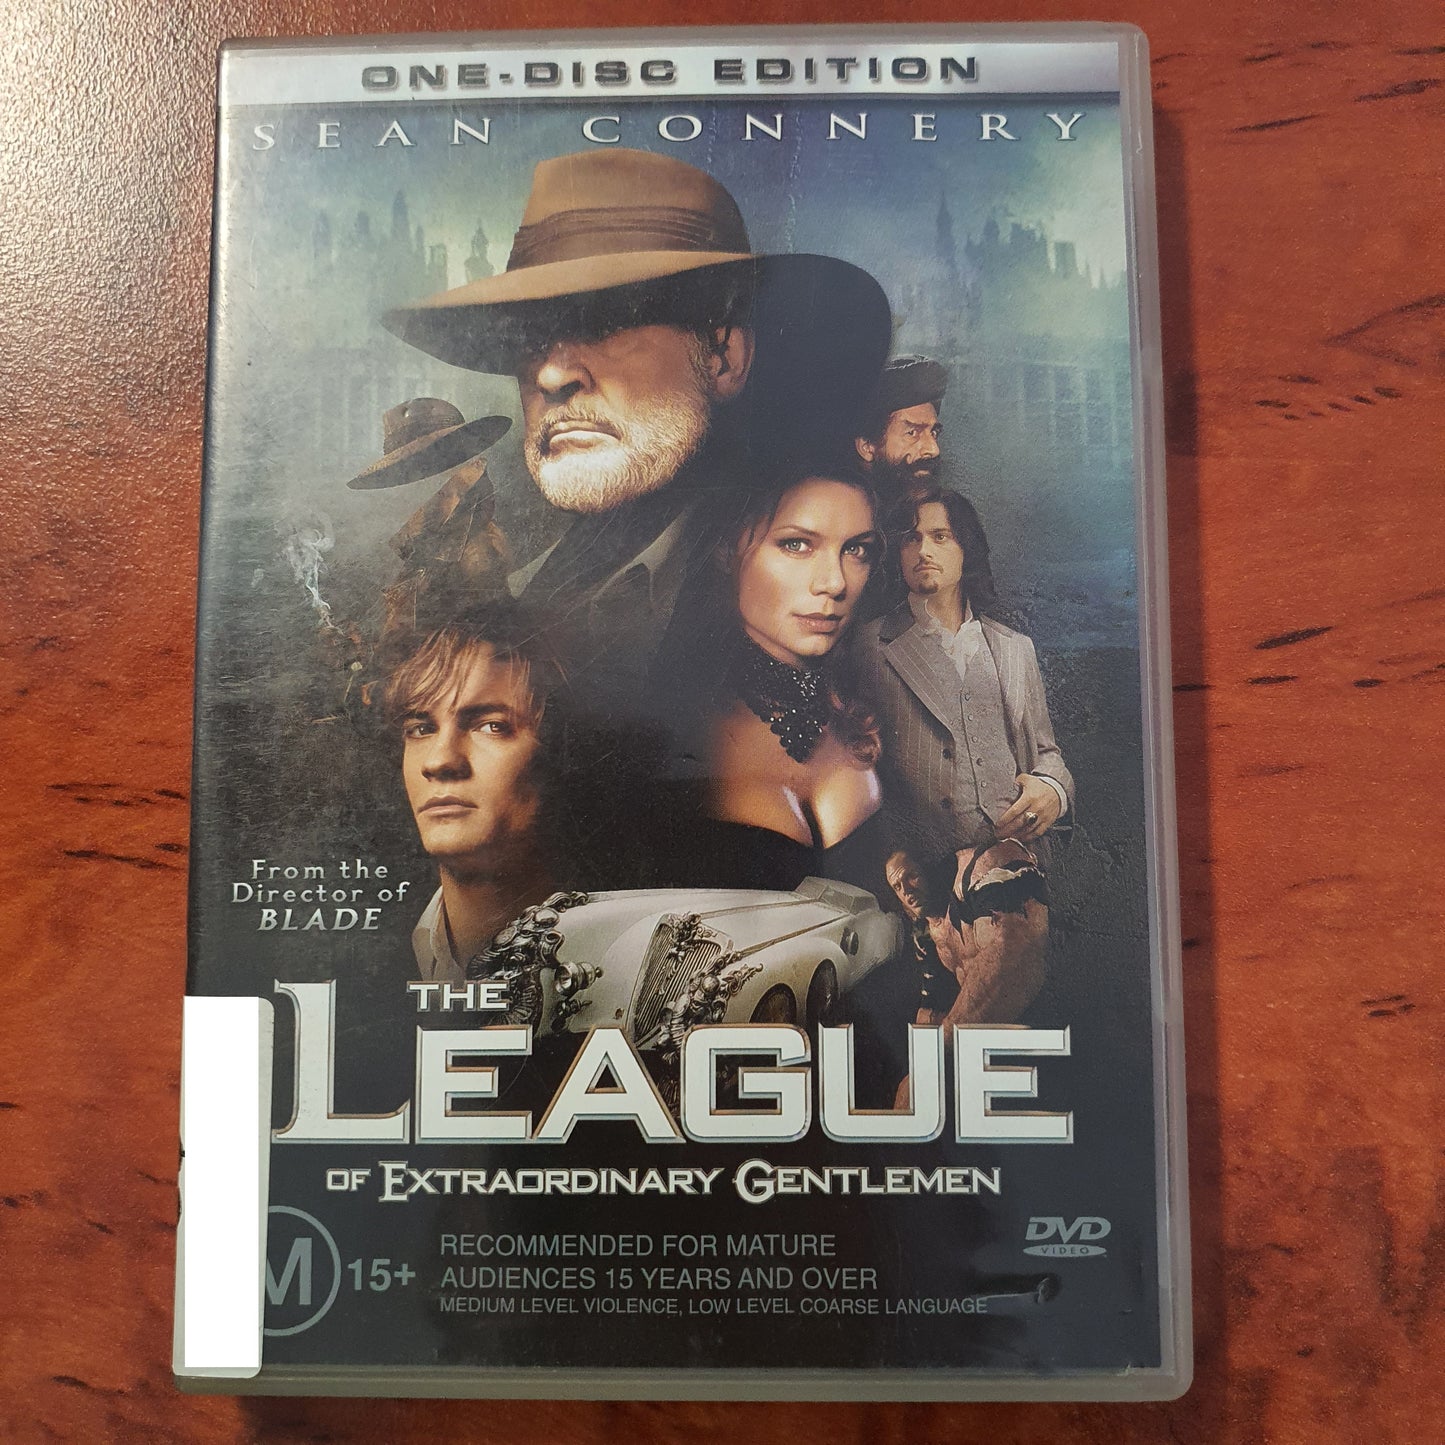 ONE-DISC EDITION
SEAN CONNERY
From the
Director of
BLADE
THE
LEAGUE
OF EXTRAORDINARY GENTLEMEN
M 15+
RECOMMENDED FOR MATURE
AUDIENCES 15 YEARS AND OVER
MEDIUM LEVEL VIOLENCE, LOW LEVEL COARSE LANGUAGE
DVD
VIDEO